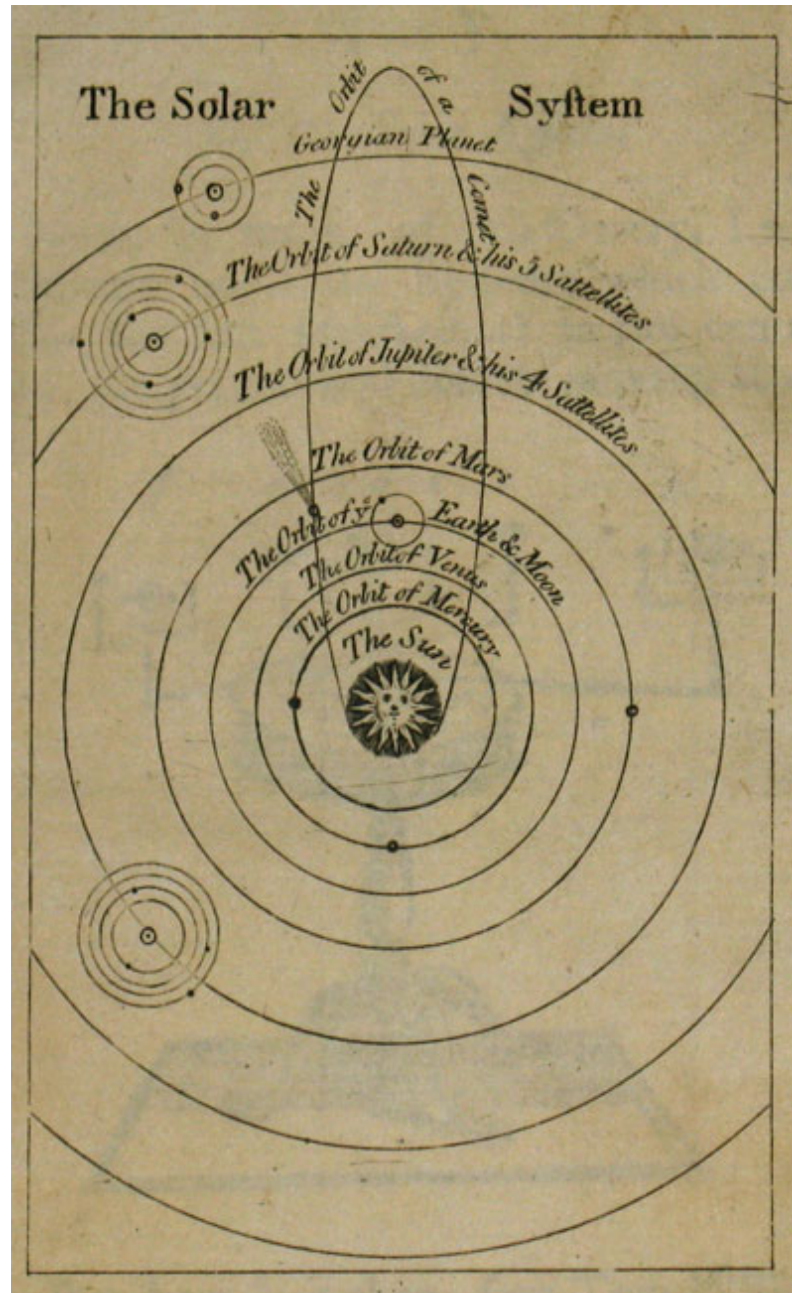 The Solar Syſtem
The Orbit of a Comet
Georgian Planet
The Orbit of Saturn & his 5 Sattellites
The Orbit of Jupiter & his 4 Sattellites
The Orbit of Mars
The Orbit of yᵉ Earth & Moon
The Orbit of Venus
The Orbit of Mercury
The Sun